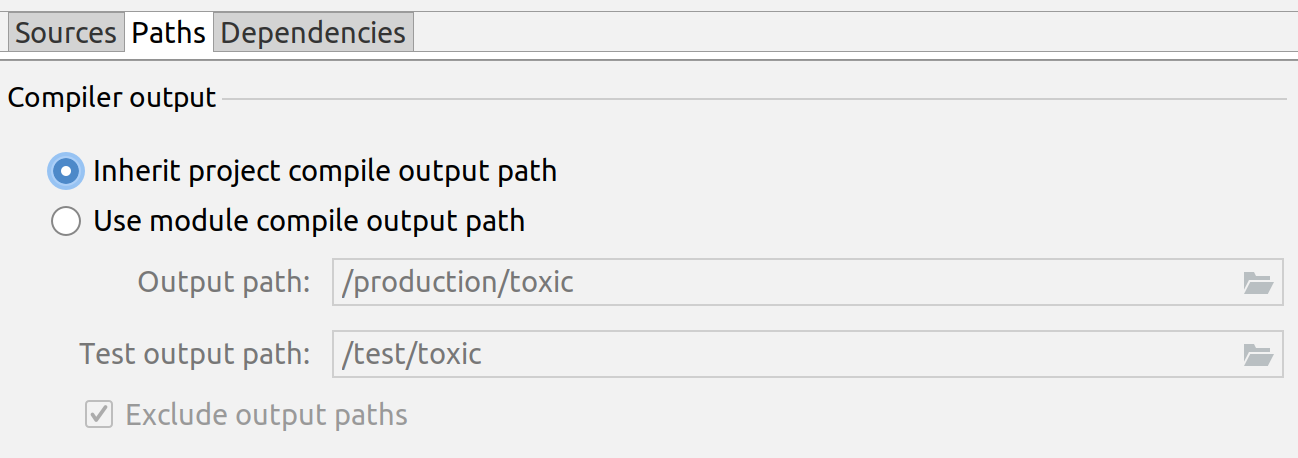 Sources Paths Dependencies
Compiler output
Inherit project compile output path
Use module compile output path
Output path: /production/toxic
Test output path: /test/toxic
Exclude output paths